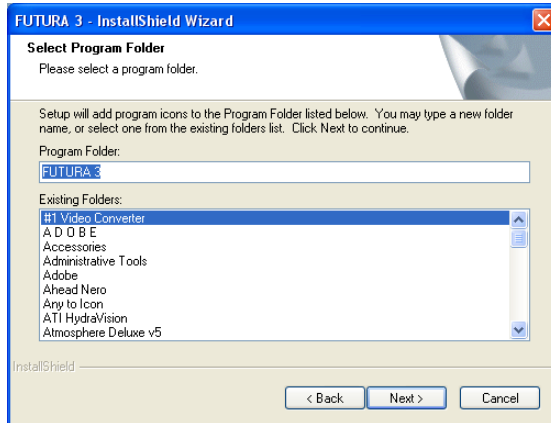 FUTURA 3 - InstallShield Wizard
Select Program Folder
Please select a program folder.
Setup will add program icons to the Program Folder listed below.  You may type a new folder
name, or select one from the existing folders list.  Click Next to continue.
Program Folder:
FUTURA 3
Existing Folders:
#1 Video Converter
A D O B E
Accessories
Administrative Tools
Adobe
Ahead Nero
Any to Icon
ATI HydraVision
Atmosphere Deluxe v5
InstallShield
< Back Next > Cancel